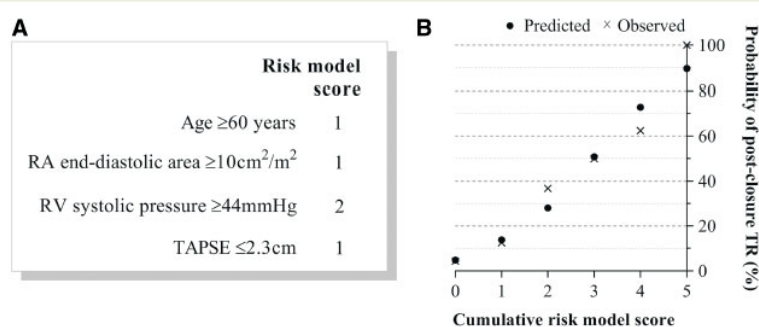 A
Risk model
score
Age ≥60 years 1
RA end-diastolic area ≥10cm²/m² 1
RV systolic pressure ≥44mmHg 2
TAPSE ≤2.3cm 1
B
● Predicted × Observed
100
80
60
40
20
0
Probability of post-closure TR (%)
0 1 2 3 4 5
Cumulative risk model score